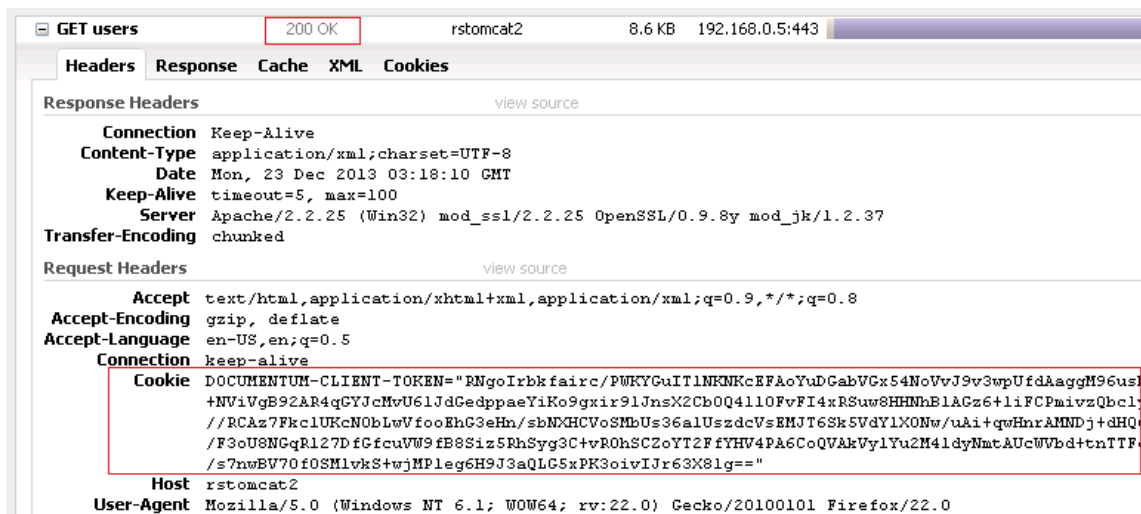 GET users 200 OK rstomcat2 8.6 KB 192.168.0.5:443
Headers Response Cache XML Cookies
Response Headers view source
Connection Keep-Alive
Content-Type application/xml;charset=UTF-8
Date Mon, 23 Dec 2013 03:18:10 GMT
Keep-Alive timeout=5, max=100
Server Apache/2.2.25 (Win32) mod_ssl/2.2.25 OpenSSL/0.9.8y mod_jk/1.2.37
Transfer-Encoding chunked
Request Headers view source
Accept text/html,application/xhtml+xml,application/xml;q=0.9,*/*;q=0.8
Accept-Encoding gzip, deflate
Accept-Language en-US,en;q=0.5
Connection keep-alive
Cookie DOCUMENTUM-CLIENT-TOKEN="RNgoIrbkfairc/PWKYGuITlNKNKcEFAoYuDGabVGx54NoVvJ9v3wpUfdAaggM96us
+NViVgB92AR4qGYJcMvU6lJdGedppaeYiKo9gxir9lJnsX2CbOQ4llOFvFI4xRSuw8HHNhBlAGz6+liFCPmivzQbcly
//RCAz7FkclUKcNObLwVfooEhG3eHn/sbNXHCVoSMbUs36alUszdcVsEMJT6Sk5VdYlXONw/uAi+qwHnrAMNDj+dHQ
/F3oU8NGqRl27DfGfcuVW9fB8Siz5RhSyg3C+vROhSCZoYT2FfYHV4PA6CoQVAkVylYu2M4ldyNmtAUcWVbd+tnTTF
/s7nwBV7OfOSMlvkS+wjMPleg6H9J3aQLG5xPK3oivIJr63X8lg=="
Host rstomcat2
User-Agent Mozilla/5.0 (Windows NT 6.1; WOW64; rv:22.0) Gecko/20100101 Firefox/22.0